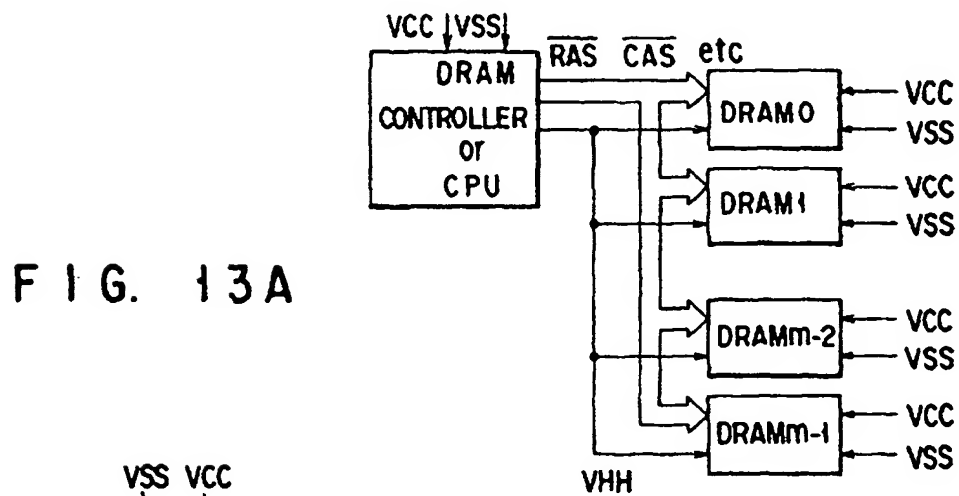 VCC VSS
RAS CAS etc
DRAM
CONTROLLER
or
CPU
DRAM0
VCC
VSS
DRAM1
VCC
VSS
FIG. 13A
DRAMm-2
VCC
VSS
DRAMm-1
VCC
VSS
VHH
VSS VCC